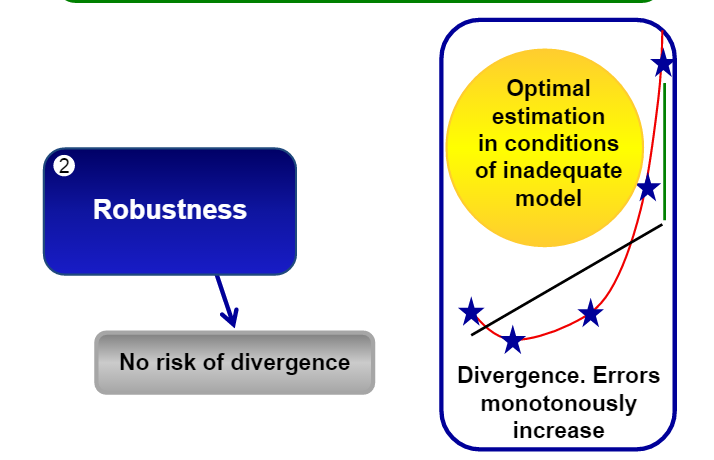 2
Robustness
No risk of divergence
Optimal
estimation
in conditions
of inadequate
model
Divergence. Errors
monotonously
increase